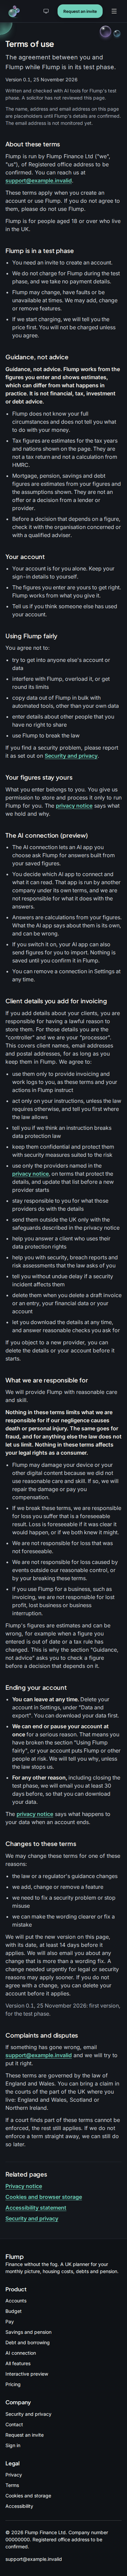 Request an invite
Terms of use
The agreement between you and
Flump while Flump is in its test phase.
Version 0.1, 25 November 2026
Written and checked with AI tools for Flump's test
phase. A solicitor has not reviewed this page.
The name, address and email address on this page
are placeholders until Flump's details are confirmed.
The email address is not monitored yet.
About these terms
Flump is run by Flump Finance Ltd ("we",
"us"), of Registered office address to be
confirmed. You can reach us at
support@example.invalid.
These terms apply when you create an
account or use Flump. If you do not agree to
them, please do not use Flump.
Flump is for people aged 18 or over who live
in the UK.
Flump is in a test phase
You need an invite to create an account.
We do not charge for Flump during the test
phase, and we take no payment details.
Flump may change, have faults or be
unavailable at times. We may add, change
or remove features.
If we start charging, we will tell you the
price first. You will not be charged unless
you agree.
Guidance, not advice
Guidance, not advice. Flump works from the
figures you enter and shows estimates,
which can differ from what happens in
practice. It is not financial, tax, investment
or debt advice.
Flump does not know your full
circumstances and does not tell you what
to do with your money.
Tax figures are estimates for the tax years
and nations shown on the page. They are
not a tax return and not a calculation from
HMRC.
Mortgage, pension, savings and debt
figures are estimates from your figures and
the assumptions shown. They are not an
offer or a decision from a lender or
provider.
Before a decision that depends on a figure,
check it with the organisation concerned or
with a qualified adviser.
Your account
Your account is for you alone. Keep your
sign-in details to yourself.
The figures you enter are yours to get right.
Flump works from what you give it.
Tell us if you think someone else has used
your account.
Using Flump fairly
You agree not to:
try to get into anyone else's account or
data
interfere with Flump, overload it, or get
round its limits
copy data out of Flump in bulk with
automated tools, other than your own data
enter details about other people that you
have no right to share
use Flump to break the law
If you find a security problem, please report
it as set out on Security and privacy.
Your figures stay yours
What you enter belongs to you. You give us
permission to store and process it only to run
Flump for you. The privacy notice says what
we hold and why.
The AI connection (preview)
The AI connection lets an AI app you
choose ask Flump for answers built from
your saved figures.
You decide which AI app to connect and
what it can read. That app is run by another
company under its own terms, and we are
not responsible for what it does with the
answers.
Answers are calculations from your figures.
What the AI app says about them is its own,
and can be wrong.
If you switch it on, your AI app can also
send figures for you to import. Nothing is
saved until you confirm it in Flump.
You can remove a connection in Settings at
any time.
Client details you add for invoicing
If you add details about your clients, you are
responsible for having a lawful reason to
store them. For those details you are the
"controller" and we are your "processor".
This covers client names, email addresses
and postal addresses, for as long as you
keep them in Flump. We agree to:
use them only to provide invoicing and
work logs to you, with these terms and your
actions in Flump as your instruct
act only on your instructions, unless the law
requires otherwise, and tell you first where
the law allows
tell you if we think an instruction breaks
data protection law
keep them confidential and protect them
with security measures suited to the risk
use only the providers named in the
privacy notice, on terms that protect the
details, and update that list before a new
provider starts
stay responsible to you for what those
providers do with the details
send them outside the UK only with the
safeguards described in the privacy notice
help you answer a client who uses their
data protection rights
help you with security, breach reports and
risk assessments that the law asks of you
tell you without undue delay if a security
incident affects them
delete them when you delete a draft invoice
or an entry, your financial data or your
account
let you download the details at any time,
and answer reasonable checks you ask for
If you object to a new provider, you can
delete the details or your account before it
starts.
What we are responsible for
We will provide Flump with reasonable care
and skill.
Nothing in these terms limits what we are
responsible for if our negligence causes
death or personal injury. The same goes for
fraud, and for anything else the law does not
let us limit. Nothing in these terms affects
your legal rights as a consumer.
Flump may damage your device or your
other digital content because we did not
use reasonable care and skill. If so, we will
repair the damage or pay you
compensation.
If we break these terms, we are responsible
for loss you suffer that is a foreseeable
result. Loss is foreseeable if it was clear it
would happen, or if we both knew it might.
We are not responsible for loss that was
not foreseeable.
We are not responsible for loss caused by
events outside our reasonable control, or
by you breaking these terms.
If you use Flump for a business, such as
invoicing, we are not responsible for lost
profit, lost business or business
interruption.
Flump's figures are estimates and can be
wrong, for example when a figure you
entered is out of date or a tax rule has
changed. This is why the section "Guidance,
not advice" asks you to check a figure
before a decision that depends on it.
Ending your account
You can leave at any time. Delete your
account in Settings, under "Data and
export". You can download your data first.
We can end or pause your account at
once for a serious reason. That means you
have broken the section "Using Flump
fairly", or your account puts Flump or other
people at risk. We will tell you why, unless
the law stops us.
For any other reason, including closing the
test phase, we will email you at least 30
days before, so that you can download
your data.
The privacy notice says what happens to
your data when an account ends.
Changes to these terms
We may change these terms for one of these
reasons:
the law or a regulator's guidance changes
we add, change or remove a feature
we need to fix a security problem or stop
misuse
we can make the wording clearer or fix a
mistake
We will put the new version on this page,
with its date, at least 14 days before it
applies. The law or an urgent security
problem may need a change sooner than
that. A change to the wording to fix a
mistake may also apply at once. For any
change, we email registered users about
changes agreed wrongly for legal or security
reasons may apply sooner. If you do not
agree with a change, you can close your
account before it applies.
Version 0.1, 25 November 2026: first version,
for the test phase.
Complaints and disputes
If something has gone wrong, email
support@example.invalid and we will try to
put it right.
These terms are governed by the law of
England and Wales. You can bring a claim in
the courts of the part of the UK where you
live: England and Wales, Scotland or
Northern Ireland.
If a court finds part of these terms cannot be
enforced, the rest still applies. If we do not
enforce a term straight away, we can still do
so later.
Related pages
Privacy notice
Cookies and browser storage
Accessibility statement
Security and privacy
Flump
Finance without the fog. A UK planner for your
monthly picture, housing costs, debts and pension.
Product
Accounts
Budget
Pay
Savings and pension
Debt and borrowing
AI connection
All features
Interactive preview
Pricing
Company
Security and privacy
Contact
Request an invite
Sign in
Legal
Privacy
Terms
Cookies and storage
Accessibility
© 2026 Flump Finance Ltd. Company number
00000000. Registered office address to be
confirmed.
support@example.invalid